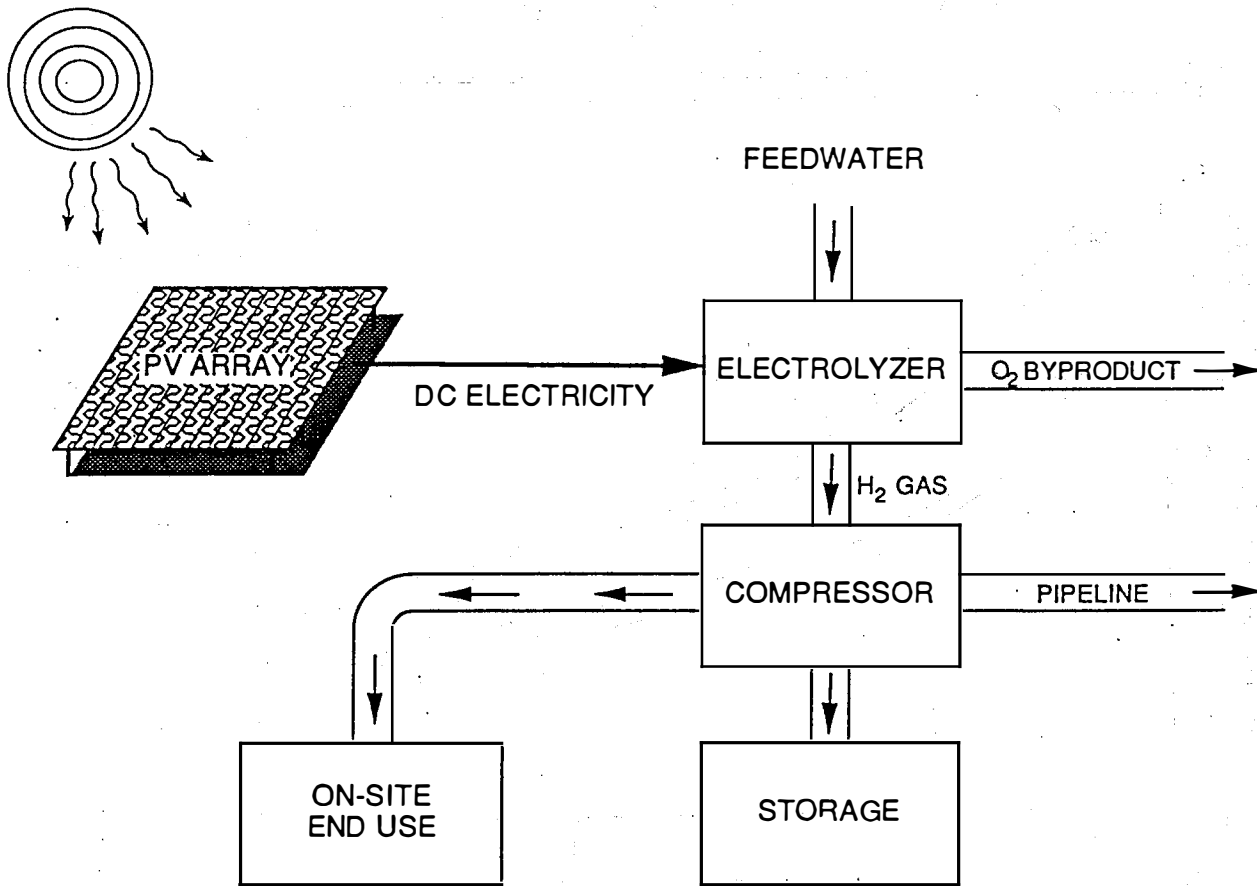 FEEDWATER
PV ARRAY
DC ELECTRICITY
ELECTROLYZER
O₂ BYPRODUCT
H₂ GAS
COMPRESSOR
PIPELINE
ON-SITE
END USE
STORAGE